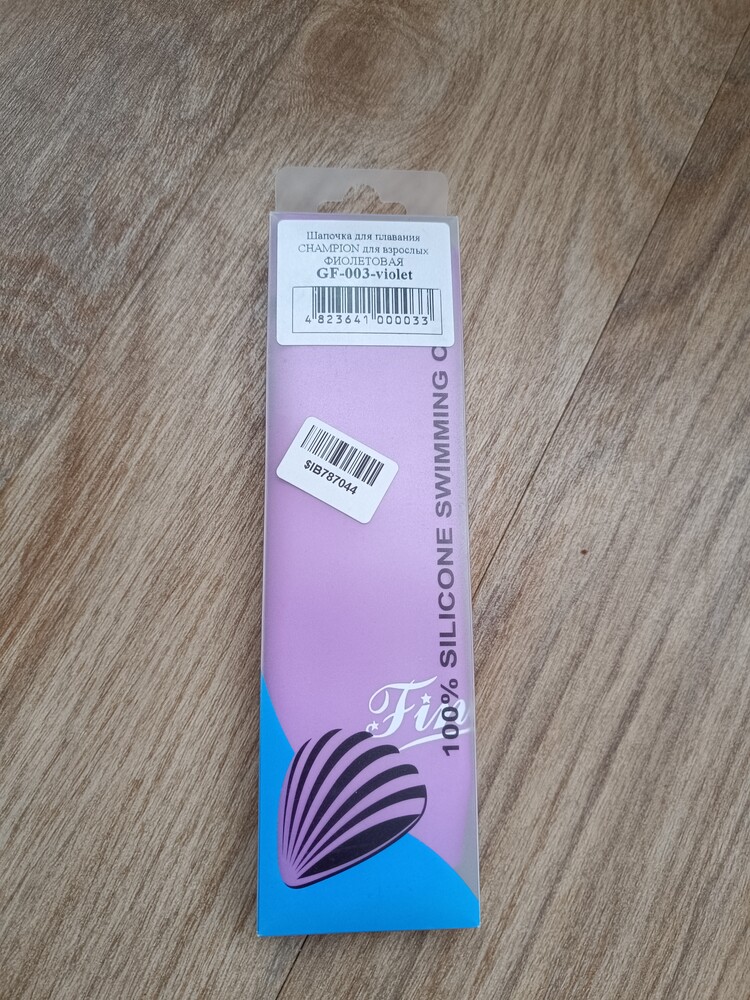 Шапочка для плавания
CHAMPION для взрослых
ФИОЛЕТОВАЯ
GF-003-violet
4 823641 000033
$IB787044
100% SILICONE SWIMMING
Fin